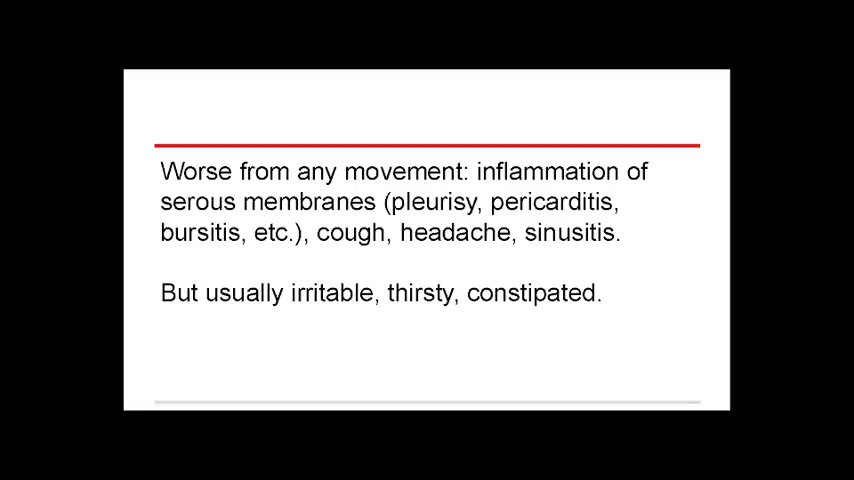 Worse from any movement: inflammation of
serous membranes (pleurisy, pericarditis,
bursitis, etc.), cough, headache, sinusitis.
But usually irritable, thirsty, constipated.